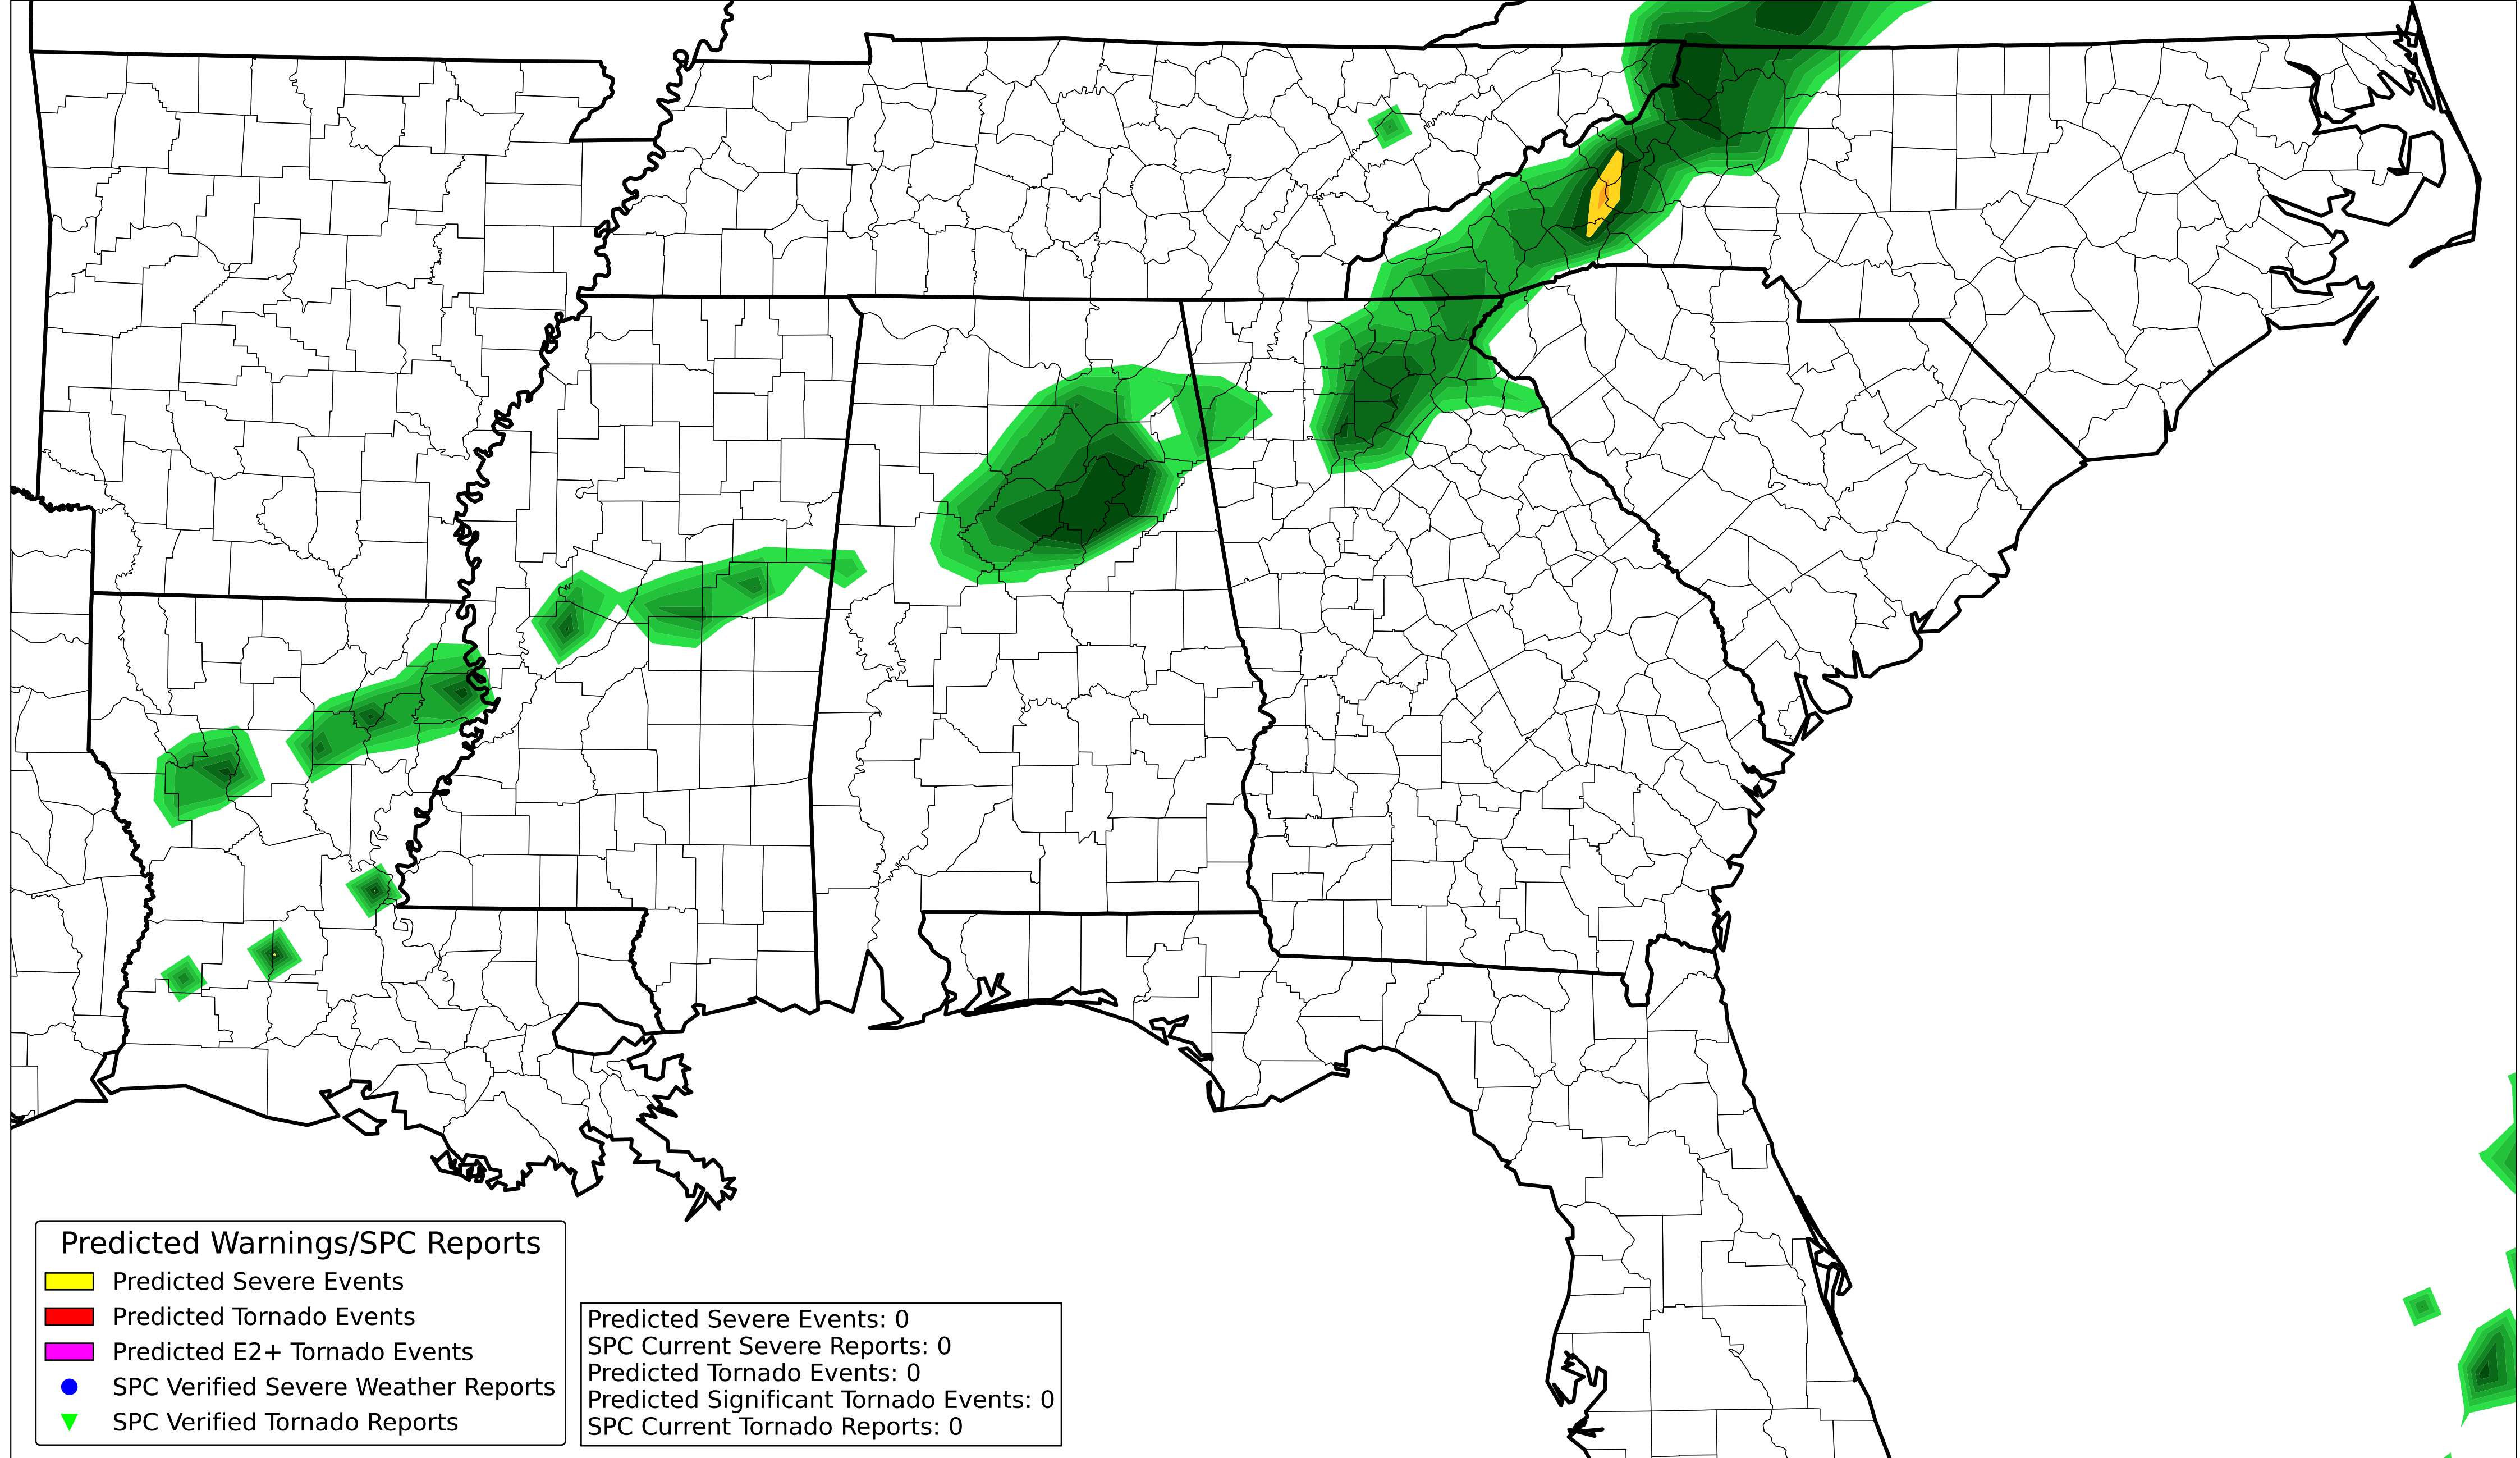 Predicted Warnings/SPC Reports
Predicted Severe Events
Predicted Tornado Events
Predicted E2+ Tornado Events
SPC Verified Severe Weather Reports
SPC Verified Tornado Reports
Predicted Severe Events: 0
SPC Current Severe Reports: 0
Predicted Tornado Events: 0
Predicted Significant Tornado Events: 0
SPC Current Tornado Reports: 0